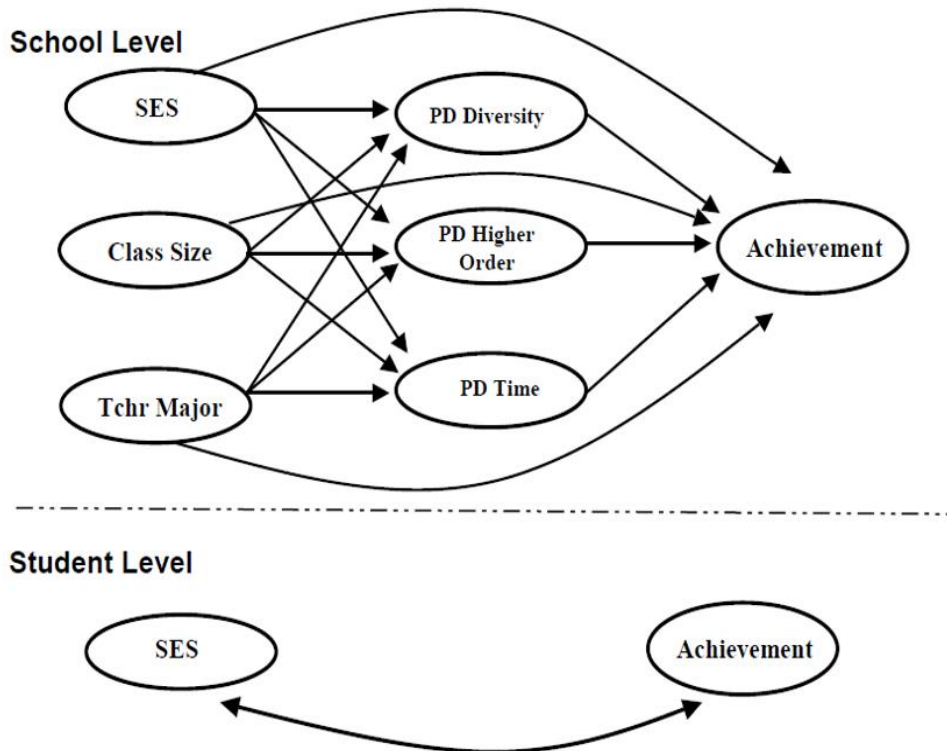 School Level
SES
PD Diversity
Class Size
PD Higher
Order
Achievement
Tchr Major
PD Time
Student Level
SES
Achievement